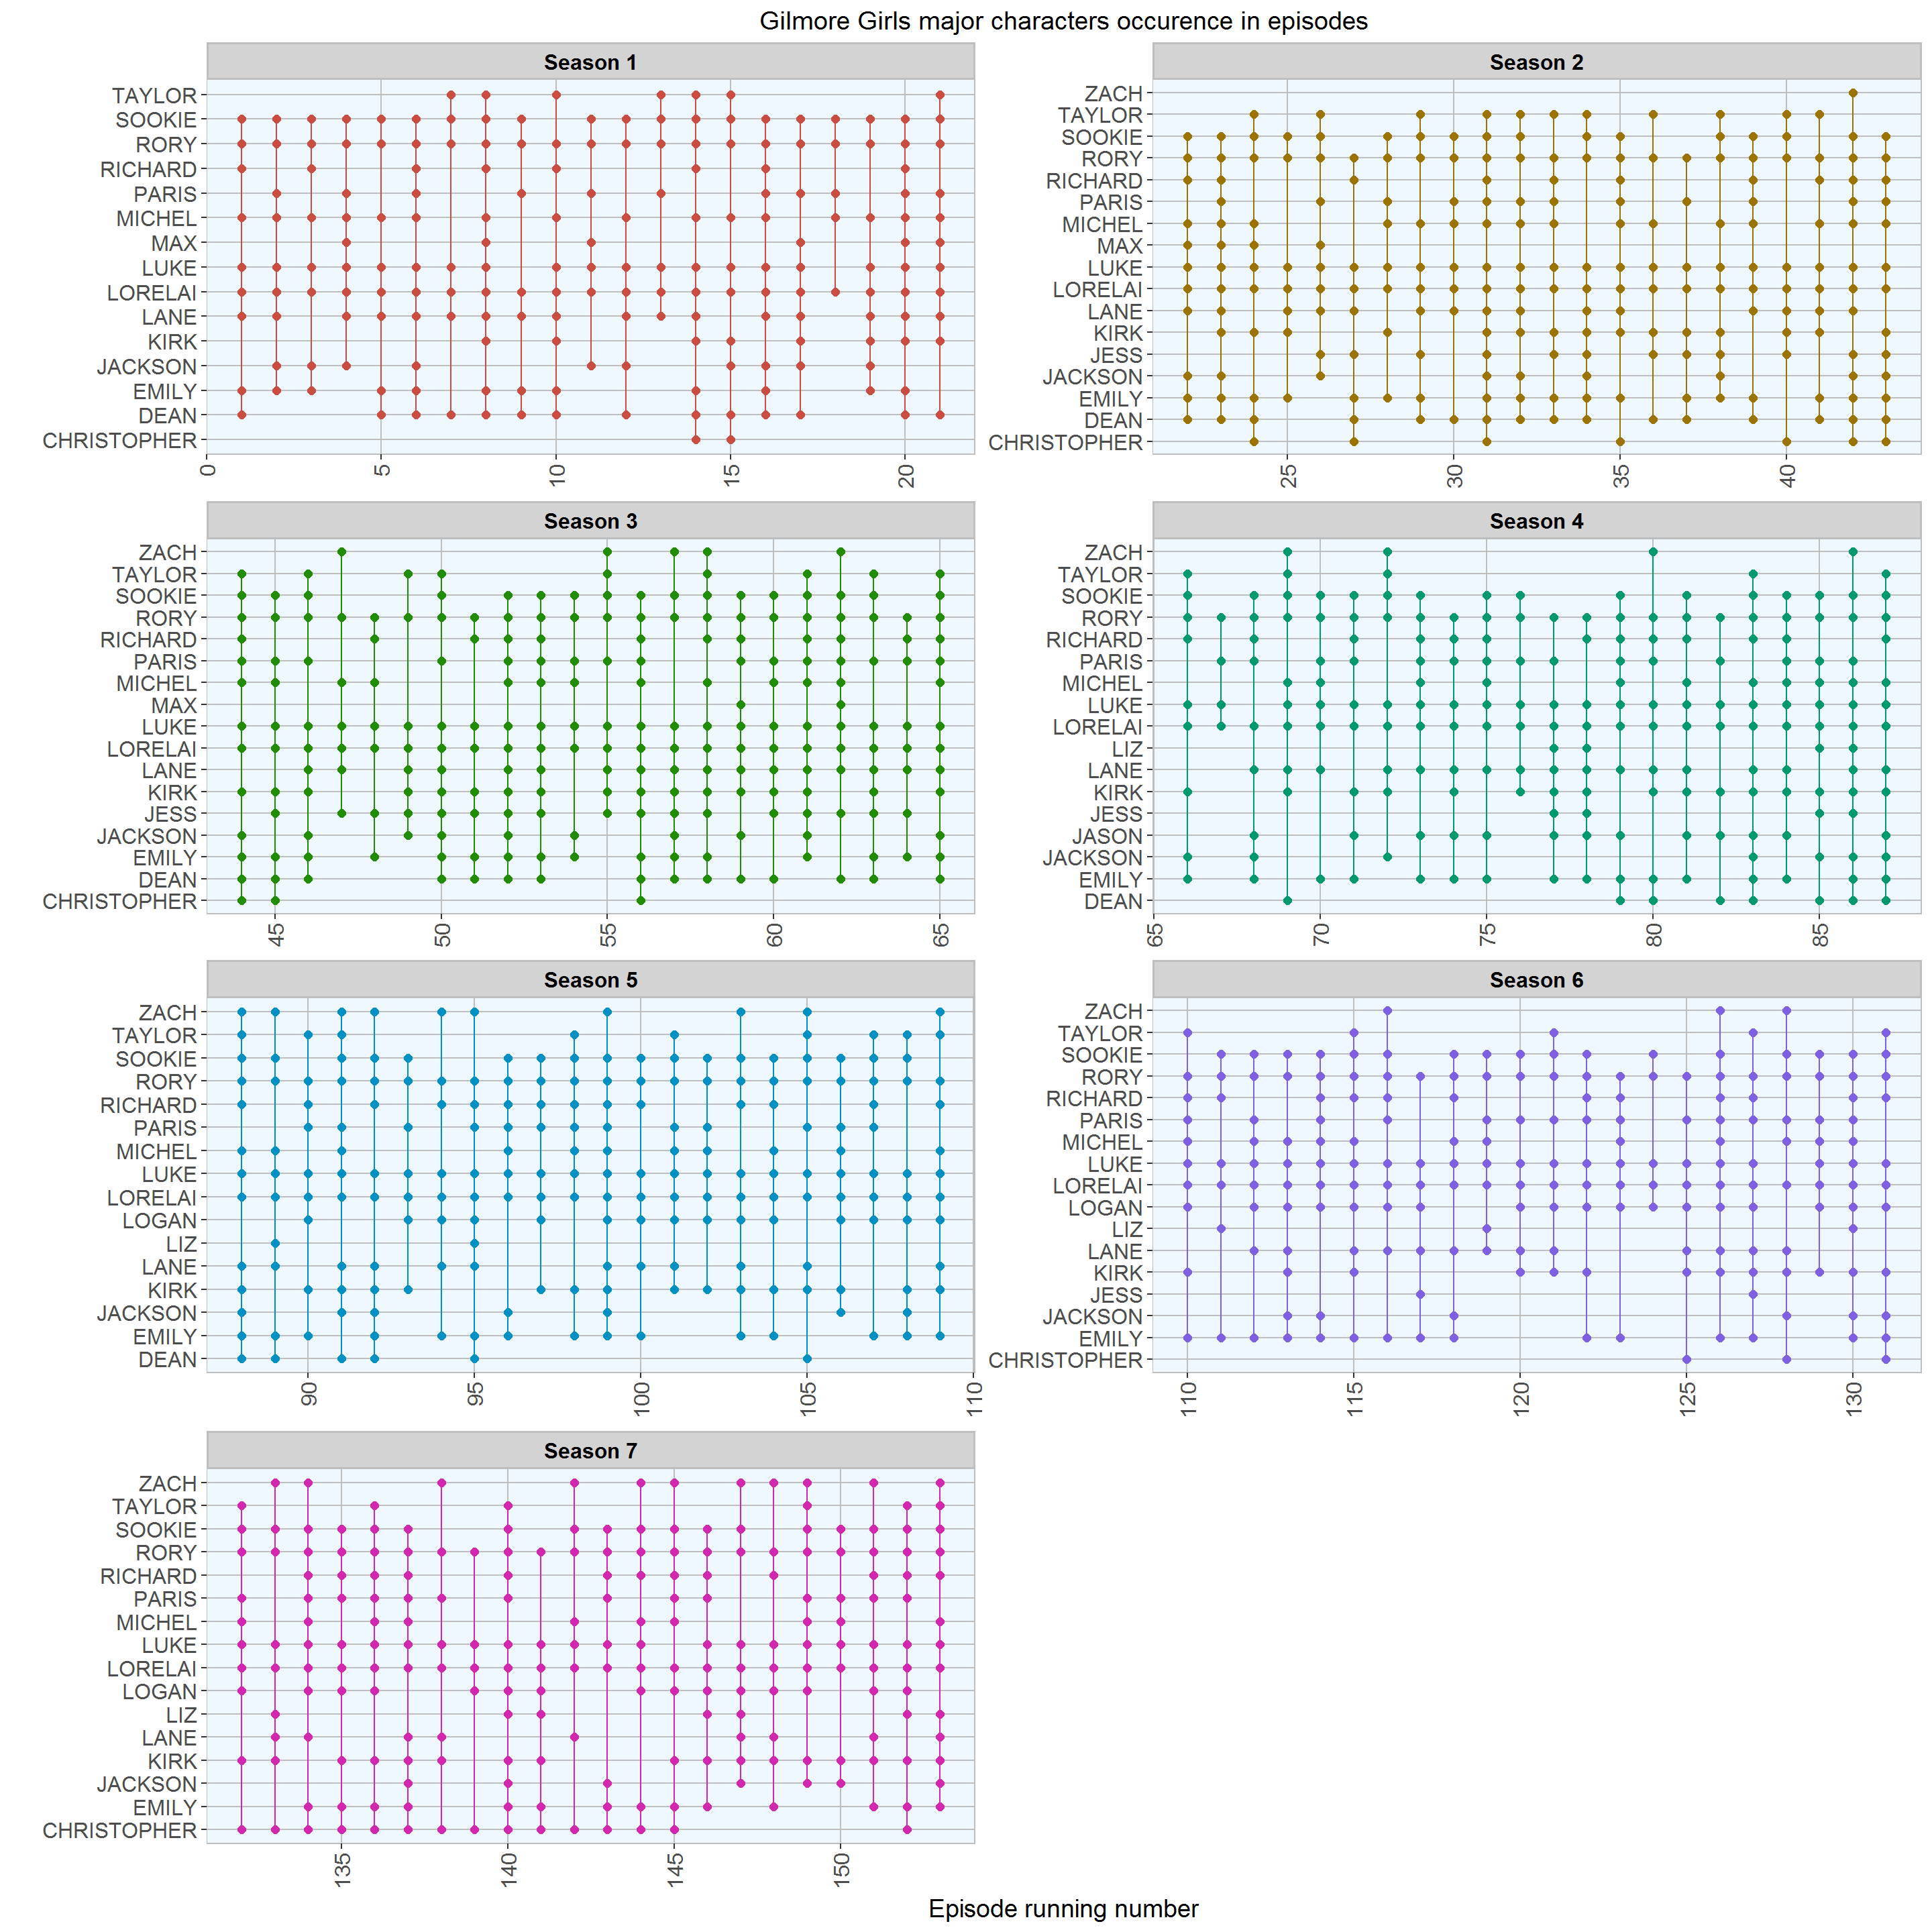 Gilmore Girls major characters occurence in episodes
Season 1
TAYLOR
SOOKIE
RORY
RICHARD
PARIS
MICHEL
MAX
LUKE
LORELAI
LANE
KIRK
JACKSON
EMILY
DEAN
CHRISTOPHER
0 5 10 15 20
Season 2
ZACH
TAYLOR
SOOKIE
RORY
RICHARD
PARIS
MICHEL
MAX
LUKE
LORELAI
LANE
KIRK
JESS
JACKSON
EMILY
DEAN
CHRISTOPHER
25 30 35 40
Season 3
ZACH
TAYLOR
SOOKIE
RORY
RICHARD
PARIS
MICHEL
MAX
LUKE
LORELAI
LANE
KIRK
JESS
JACKSON
EMILY
DEAN
CHRISTOPHER
45 50 55 60 65
Season 4
ZACH
TAYLOR
SOOKIE
RORY
RICHARD
PARIS
MICHEL
LUKE
LORELAI
LIZ
LANE
KIRK
JESS
JASON
JACKSON
EMILY
DEAN
65 70 75 80 85
Season 5
ZACH
TAYLOR
SOOKIE
RORY
RICHARD
PARIS
MICHEL
LUKE
LORELAI
LOGAN
LIZ
LANE
KIRK
JACKSON
EMILY
DEAN
90 95 100 105 110
Season 6
ZACH
TAYLOR
SOOKIE
RORY
RICHARD
PARIS
MICHEL
LUKE
LORELAI
LOGAN
LIZ
LANE
KIRK
JESS
JACKSON
EMILY
CHRISTOPHER
110 115 120 125 130
Season 7
ZACH
TAYLOR
SOOKIE
RORY
RICHARD
PARIS
MICHEL
LUKE
LORELAI
LOGAN
LIZ
LANE
KIRK
JACKSON
EMILY
CHRISTOPHER
135 140 145 150
Episode running number